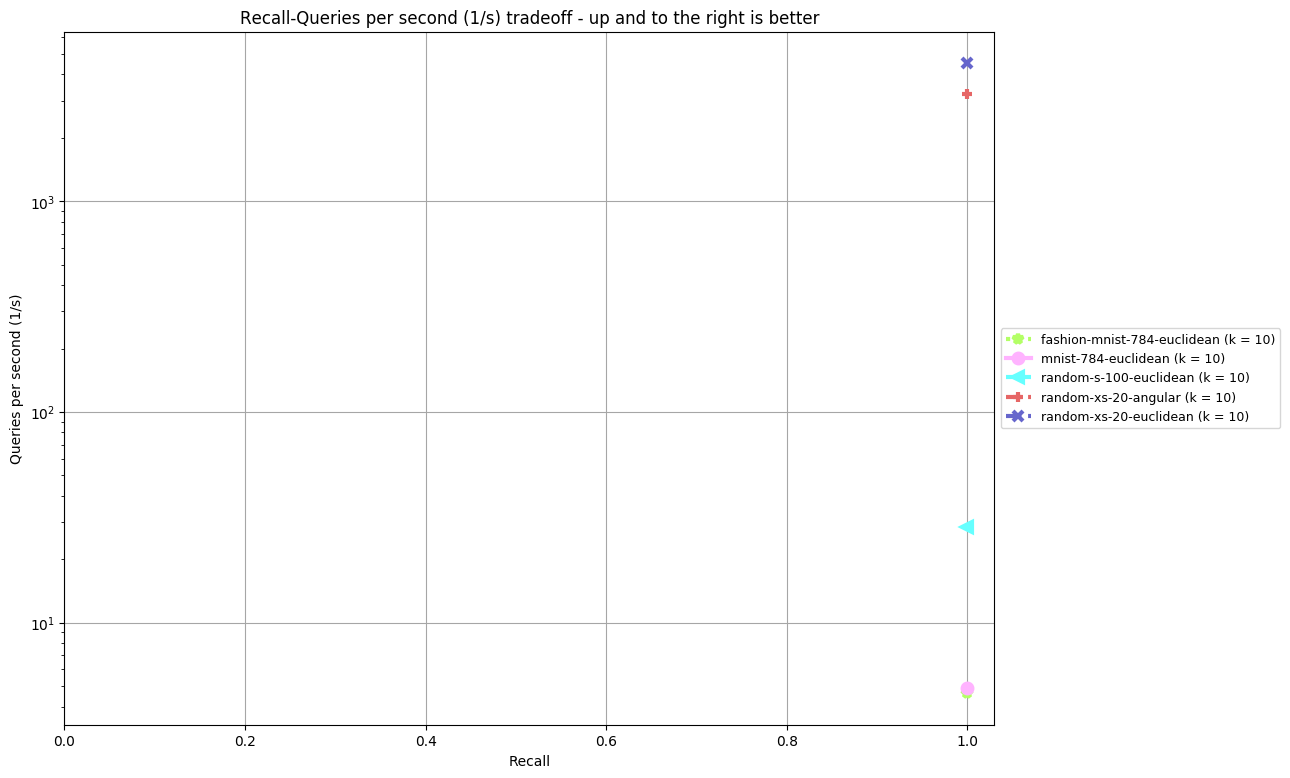 Recall-Queries per second (1/s) tradeoff - up and to the right is better
Queries per second (1/s)
10³
10²
10¹
0.0 0.2 0.4 0.6 0.8 1.0
Recall
fashion-mnist-784-euclidean (k = 10)
mnist-784-euclidean (k = 10)
random-s-100-euclidean (k = 10)
random-xs-20-angular (k = 10)
random-xs-20-euclidean (k = 10)